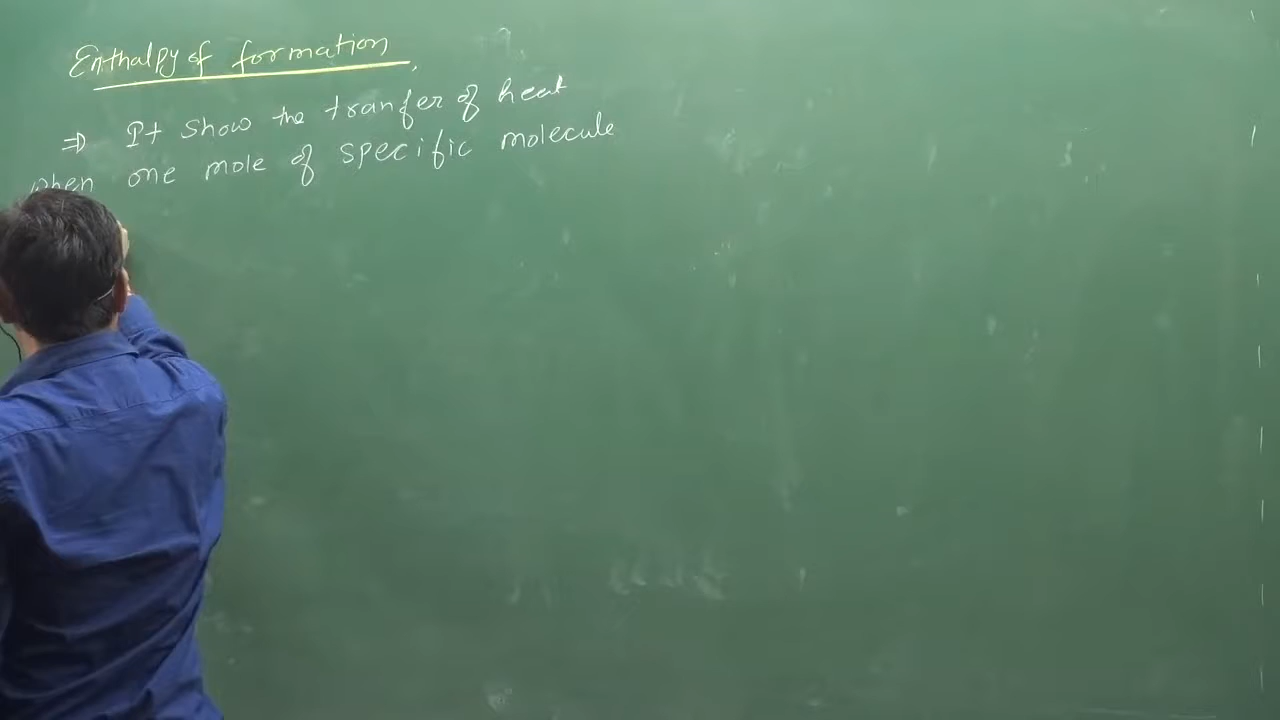 Enthalpy of formation
⇒ It show the tranfer of heat
when one mole of specific molecule